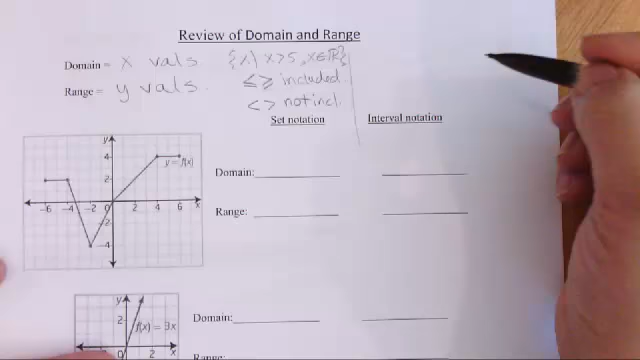 Review of Domain and Range
Domain = x vals. {x| x>5, x∈ℝ}
Range = y vals. ≤ ≥ included.
< > not incl.
Set notation Interval notation
y
4
y = f(x)
2
-6 -4 -2 0 2 4 6 x
-2
-4
Domain:
Range:
y
2
f(x) = 3x
0 2 x
Domain:
Range: